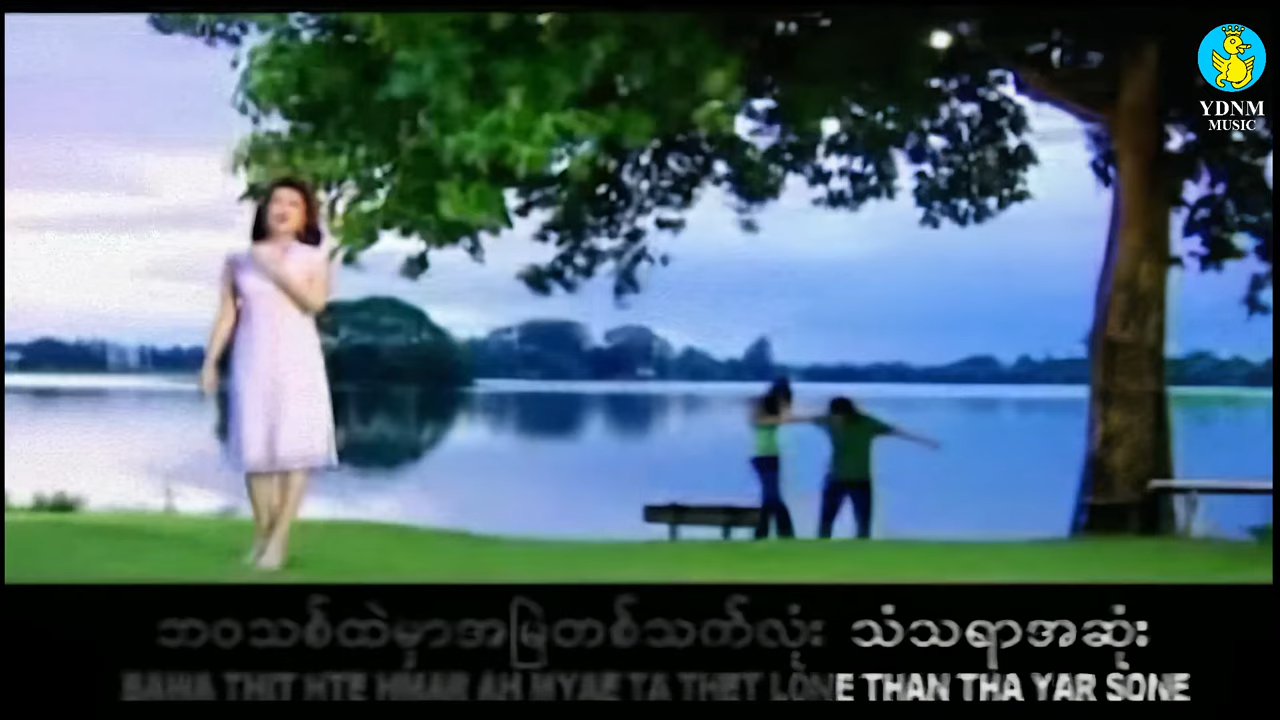 YDNM
MUSIC
ဘဝသစ်ထဲမှာအမြဲတစ်သက်လုံး သံသရာအဆုံး
BAWA THIT HTE HMAR AH MYAE TA THET LONE THAN THA YAR SONE